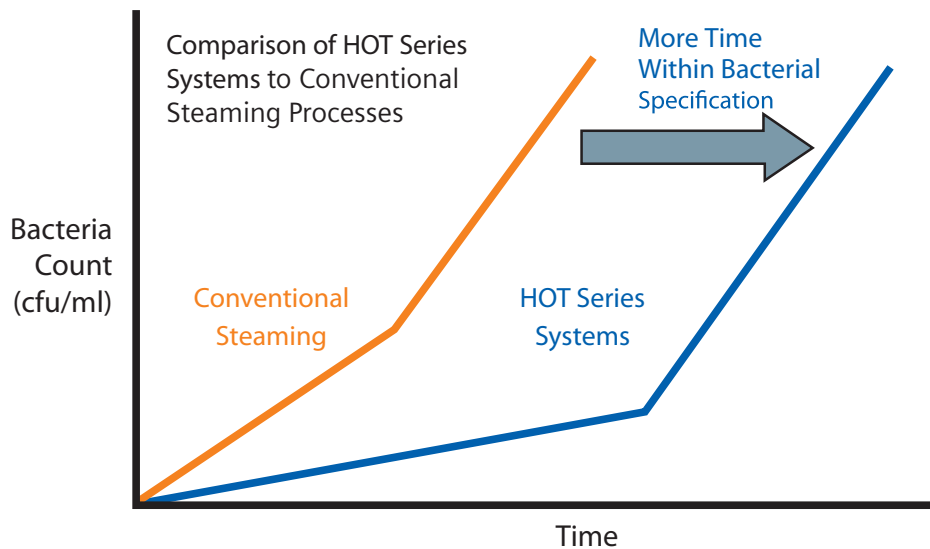 Comparison of HOT Series
Systems to Conventional
Steaming Processes
More Time
Within Bacterial
Specification
Bacteria
Count
(cfu/ml)
Conventional
Steaming
HOT Series
Systems
Time